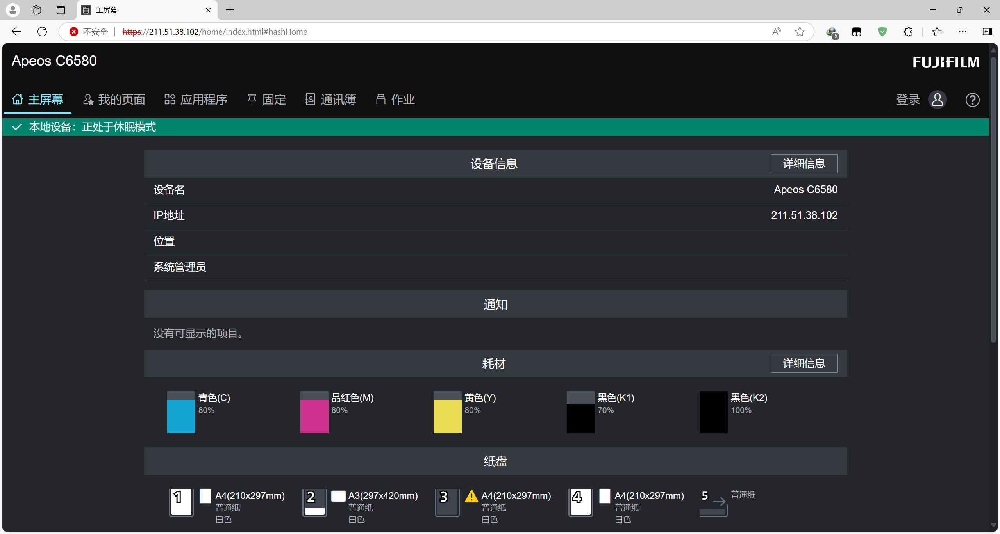 主屏幕
不安全 https://211.51.38.102/home/index.html#hashHome
Apeos C6580
FUJIFILM
主屏幕 我的页面 应用程序 固定 通讯簿 作业 登录
本地设备：正处于休眠模式
设备信息 详细信息
设备名 Apeos C6580
IP地址 211.51.38.102
位置
系统管理员
通知
没有可显示的项目。
耗材 详细信息
青色(C) 品红色(M) 黄色(Y) 黑色(K1) 黑色(K2)
80% 80% 80% 70% 100%
纸盘
1 A4(210x297mm) 2 A3(297x420mm) 3 A4(210x297mm) 4 A4(210x297mm) 5 普通纸
普通纸 普通纸 普通纸 普通纸
白色 白色 白色 白色